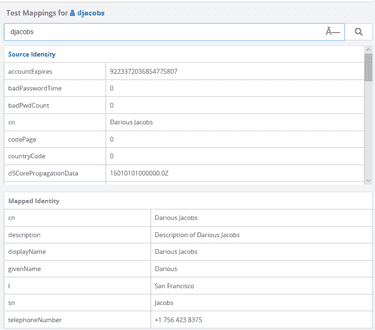 Test Mappings for djacobs
djacobs Ã—
Source Identity
accountExpires 9223372036854775807
badPasswordTime 0
badPwdCount 0
cn Darious Jacobs
codePage 0
countryCode 0
dSCorePropagationData 16010101000000.0Z
Mapped Identity
cn Darious Jacobs
description Description of Darious Jacobs
displayName Darious Jacobs
givenName Darious
l San Francisco
sn Jacobs
telephoneNumber +1 756 423 8375